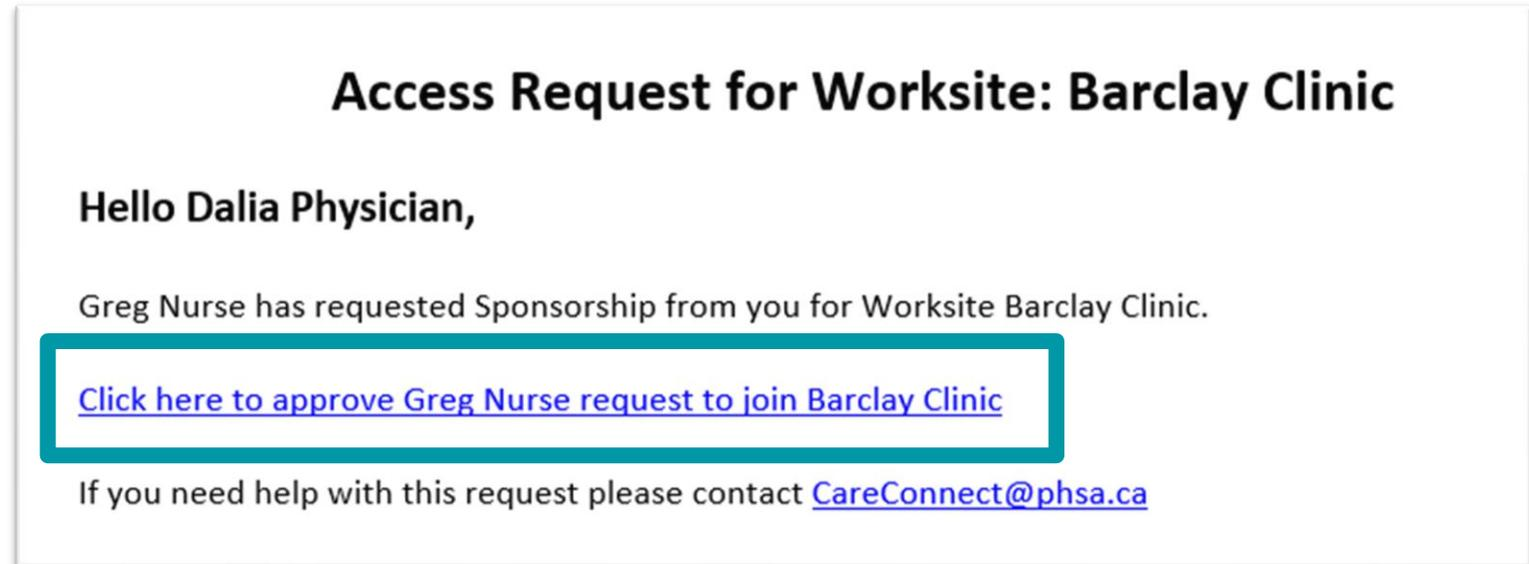 Access Request for Worksite: Barclay Clinic
Hello Dalia Physician,
Greg Nurse has requested Sponsorship from you for Worksite Barclay Clinic.
Click here to approve Greg Nurse request to join Barclay Clinic
If you need help with this request please contact CareConnect@phsa.ca